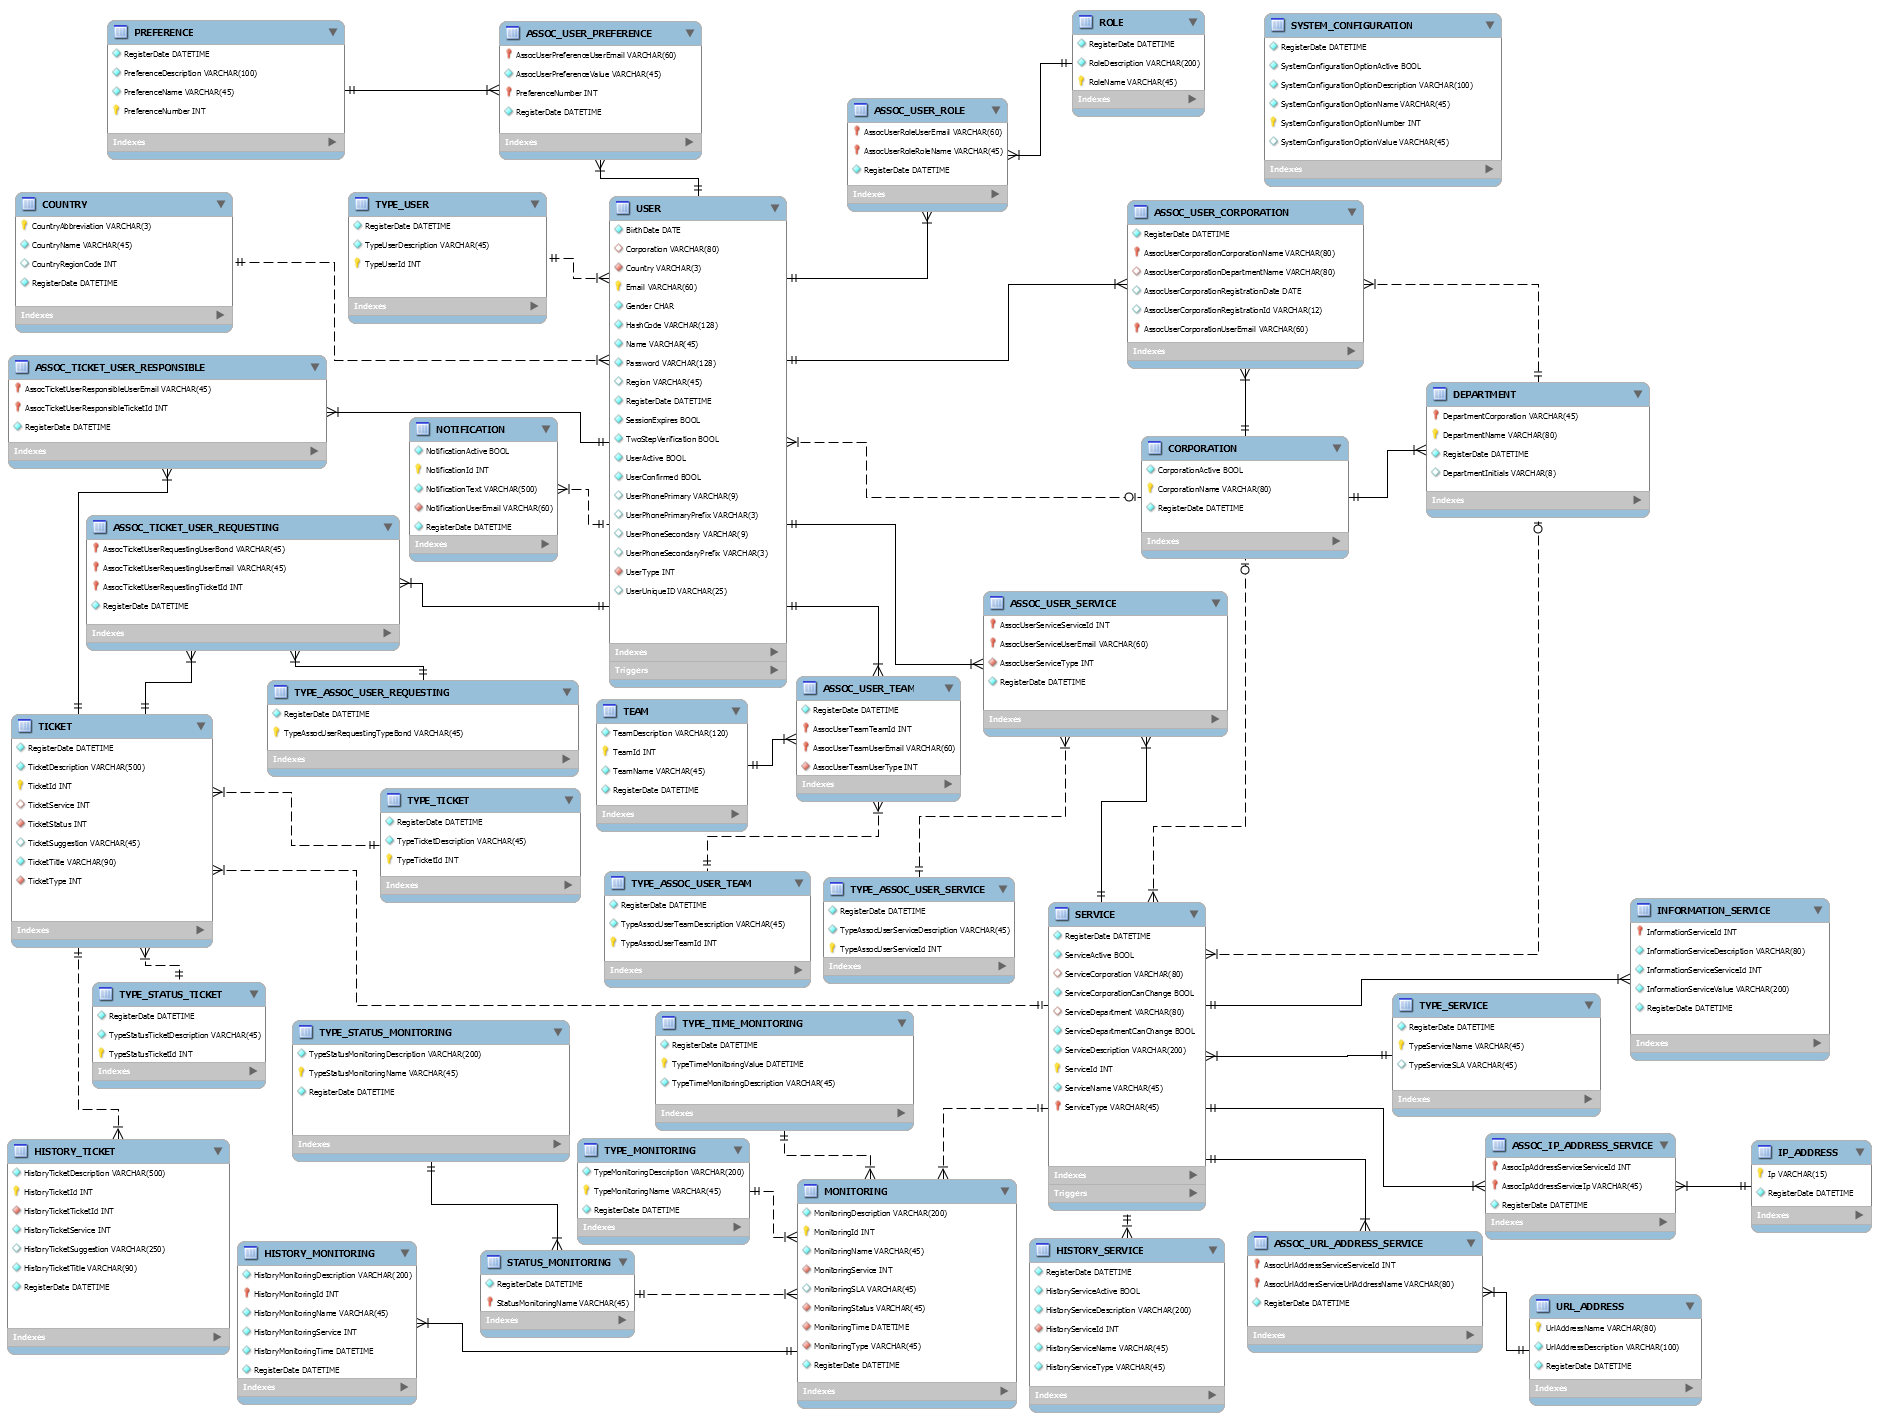 PREFERENCE
RegisterDate DATETIME
PreferenceDescription VARCHAR(100)
PreferenceName VARCHAR(45)
PreferenceNumber INT
Indexes
ASSOC_USER_PREFERENCE
AssocUserPreferenceUserEmail VARCHAR(60)
AssocUserPreferenceValue VARCHAR(45)
PreferenceNumber INT
RegisterDate DATETIME
Indexes
ROLE
RegisterDate DATETIME
RoleDescription VARCHAR(200)
RoleName VARCHAR(45)
Indexes
SYSTEM_CONFIGURATION
RegisterDate DATETIME
SystemConfigurationOptionActive BOOL
SystemConfigurationOptionDescription VARCHAR(100)
SystemConfigurationOptionName VARCHAR(45)
SystemConfigurationOptionNumber INT
SystemConfigurationOptionValue VARCHAR(45)
Indexes
ASSOC_USER_ROLE
AssocUserRoleUserEmail VARCHAR(60)
AssocUserRoleRoleName VARCHAR(45)
RegisterDate DATETIME
Indexes
COUNTRY
CountryAbbreviation VARCHAR(3)
CountryName VARCHAR(45)
CountryRegionCode INT
RegisterDate DATETIME
Indexes
TYPE_USER
RegisterDate DATETIME
TypeUserDescription VARCHAR(45)
TypeUserId INT
Indexes
USER
BirthDate DATE
Corporation VARCHAR(80)
Country VARCHAR(3)
Email VARCHAR(60)
Gender CHAR
HashCode VARCHAR(128)
Name VARCHAR(45)
Password VARCHAR(128)
Region VARCHAR(45)
RegisterDate DATETIME
SessionExpires BOOL
TwoStepVerification BOOL
UserActive BOOL
UserConfirmed BOOL
UserPhonePrimary VARCHAR(9)
UserPhonePrimaryPrefix VARCHAR(3)
UserPhoneSecondary VARCHAR(9)
UserPhoneSecondaryPrefix VARCHAR(3)
UserType INT
UserUniqueID VARCHAR(25)
Indexes
Triggers
ASSOC_USER_CORPORATION
RegisterDate DATETIME
AssocUserCorporationCorporationName VARCHAR(80)
AssocUserCorporationDepartmentName VARCHAR(80)
AssocUserCorporationRegistrationDate DATE
AssocUserCorporationRegistrationId VARCHAR(12)
AssocUserCorporationUserEmail VARCHAR(60)
Indexes
ASSOC_TICKET_USER_RESPONSIBLE
AssocTicketUserResponsibleUserEmail VARCHAR(45)
AssocTicketUserResponsibleTicketId INT
RegisterDate DATETIME
Indexes
NOTIFICATION
NotificationActive BOOL
NotificationId INT
NotificationText VARCHAR(500)
NotificationUserEmail VARCHAR(60)
RegisterDate DATETIME
Indexes
DEPARTMENT
DepartmentCorporation VARCHAR(45)
DepartmentName VARCHAR(80)
RegisterDate DATETIME
DepartmentInitials VARCHAR(8)
Indexes
CORPORATION
CorporationActive BOOL
CorporationName VARCHAR(80)
RegisterDate DATETIME
Indexes
ASSOC_TICKET_USER_REQUESTING
AssocTicketUserRequestingUserBond VARCHAR(45)
AssocTicketUserRequestingUserEmail VARCHAR(45)
AssocTicketUserRequestingTicketId INT
RegisterDate DATETIME
Indexes
ASSOC_USER_SERVICE
AssocUserServiceServiceId INT
AssocUserServiceUserEmail VARCHAR(60)
AssocUserServiceType INT
RegisterDate DATETIME
Indexes
TYPE_ASSOC_USER_REQUESTING
RegisterDate DATETIME
TypeAssocUserRequestingTypeBond VARCHAR(45)
Indexes
ASSOC_USER_TEAM
RegisterDate DATETIME
AssocUserTeamTeamId INT
AssocUserTeamUserEmail VARCHAR(60)
AssocUserTeamUserType INT
Indexes
TEAM
TeamDescription VARCHAR(120)
TeamId INT
TeamName VARCHAR(45)
RegisterDate DATETIME
Indexes
TICKET
RegisterDate DATETIME
TicketDescription VARCHAR(500)
TicketId INT
TicketService INT
TicketStatus INT
TicketSuggestion VARCHAR(45)
TicketTitle VARCHAR(90)
TicketType INT
Indexes
TYPE_TICKET
RegisterDate DATETIME
TypeTicketDescription VARCHAR(45)
TypeTicketId INT
Indexes
TYPE_ASSOC_USER_TEAM
RegisterDate DATETIME
TypeAssocUserTeamDescription VARCHAR(45)
TypeAssocUserTeamId INT
Indexes
TYPE_ASSOC_USER_SERVICE
RegisterDate DATETIME
TypeAssocUserServiceDescription VARCHAR(45)
TypeAssocUserServiceId INT
Indexes
SERVICE
RegisterDate DATETIME
ServiceActive BOOL
ServiceCorporation VARCHAR(80)
ServiceCorporationCanChange BOOL
ServiceDepartment VARCHAR(80)
ServiceDepartmentCanChange BOOL
ServiceDescription VARCHAR(200)
ServiceId INT
ServiceName VARCHAR(45)
ServiceType VARCHAR(45)
Indexes
Triggers
INFORMATION_SERVICE
InformationServiceId INT
InformationServiceDescription VARCHAR(80)
InformationServiceServiceId INT
InformationServiceValue VARCHAR(200)
RegisterDate DATETIME
Indexes
TYPE_STATUS_TICKET
RegisterDate DATETIME
TypeStatusTicketDescription VARCHAR(45)
TypeStatusTicketId INT
Indexes
TYPE_STATUS_MONITORING
TypeStatusMonitoringDescription VARCHAR(200)
TypeStatusMonitoringName VARCHAR(45)
RegisterDate DATETIME
Indexes
TYPE_TIME_MONITORING
RegisterDate DATETIME
TypeTimeMonitoringValue DATETIME
TypeTimeMonitoringDescription VARCHAR(45)
Indexes
TYPE_SERVICE
RegisterDate DATETIME
TypeServiceName VARCHAR(45)
TypeServiceSLA VARCHAR(45)
Indexes
HISTORY_TICKET
HistoryTicketDescription VARCHAR(500)
HistoryTicketId INT
HistoryTicketTicketId INT
HistoryTicketService INT
HistoryTicketSuggestion VARCHAR(250)
HistoryTicketTitle VARCHAR(90)
RegisterDate DATETIME
Indexes
TYPE_MONITORING
TypeMonitoringDescription VARCHAR(200)
TypeMonitoringName VARCHAR(45)
RegisterDate DATETIME
Indexes
MONITORING
MonitoringDescription VARCHAR(200)
MonitoringId INT
MonitoringName VARCHAR(45)
MonitoringService INT
MonitoringSLA VARCHAR(45)
MonitoringStatus VARCHAR(45)
MonitoringTime DATETIME
MonitoringType VARCHAR(45)
RegisterDate DATETIME
Indexes
ASSOC_IP_ADDRESS_SERVICE
AssocIpAddressServiceServiceId INT
AssocIpAddressServiceIp VARCHAR(45)
RegisterDate DATETIME
Indexes
IP_ADDRESS
Ip VARCHAR(15)
RegisterDate DATETIME
Indexes
HISTORY_MONITORING
HistoryMonitoringDescription VARCHAR(200)
HistoryMonitoringId INT
HistoryMonitoringName VARCHAR(45)
HistoryMonitoringService INT
HistoryMonitoringTime DATETIME
RegisterDate DATETIME
Indexes
STATUS_MONITORING
RegisterDate DATETIME
StatusMonitoringName VARCHAR(45)
Indexes
HISTORY_SERVICE
RegisterDate DATETIME
HistoryServiceActive BOOL
HistoryServiceDescription VARCHAR(200)
HistoryServiceId INT
HistoryServiceName VARCHAR(45)
HistoryServiceType VARCHAR(45)
Indexes
ASSOC_URL_ADDRESS_SERVICE
AssocUrlAddressServiceServiceId INT
AssocUrlAddressServiceUrlAddressName VARCHAR(80)
RegisterDate DATETIME
Indexes
URL_ADDRESS
UrlAddressName VARCHAR(80)
UrlAddressDescription VARCHAR(100)
RegisterDate DATETIME
Indexes